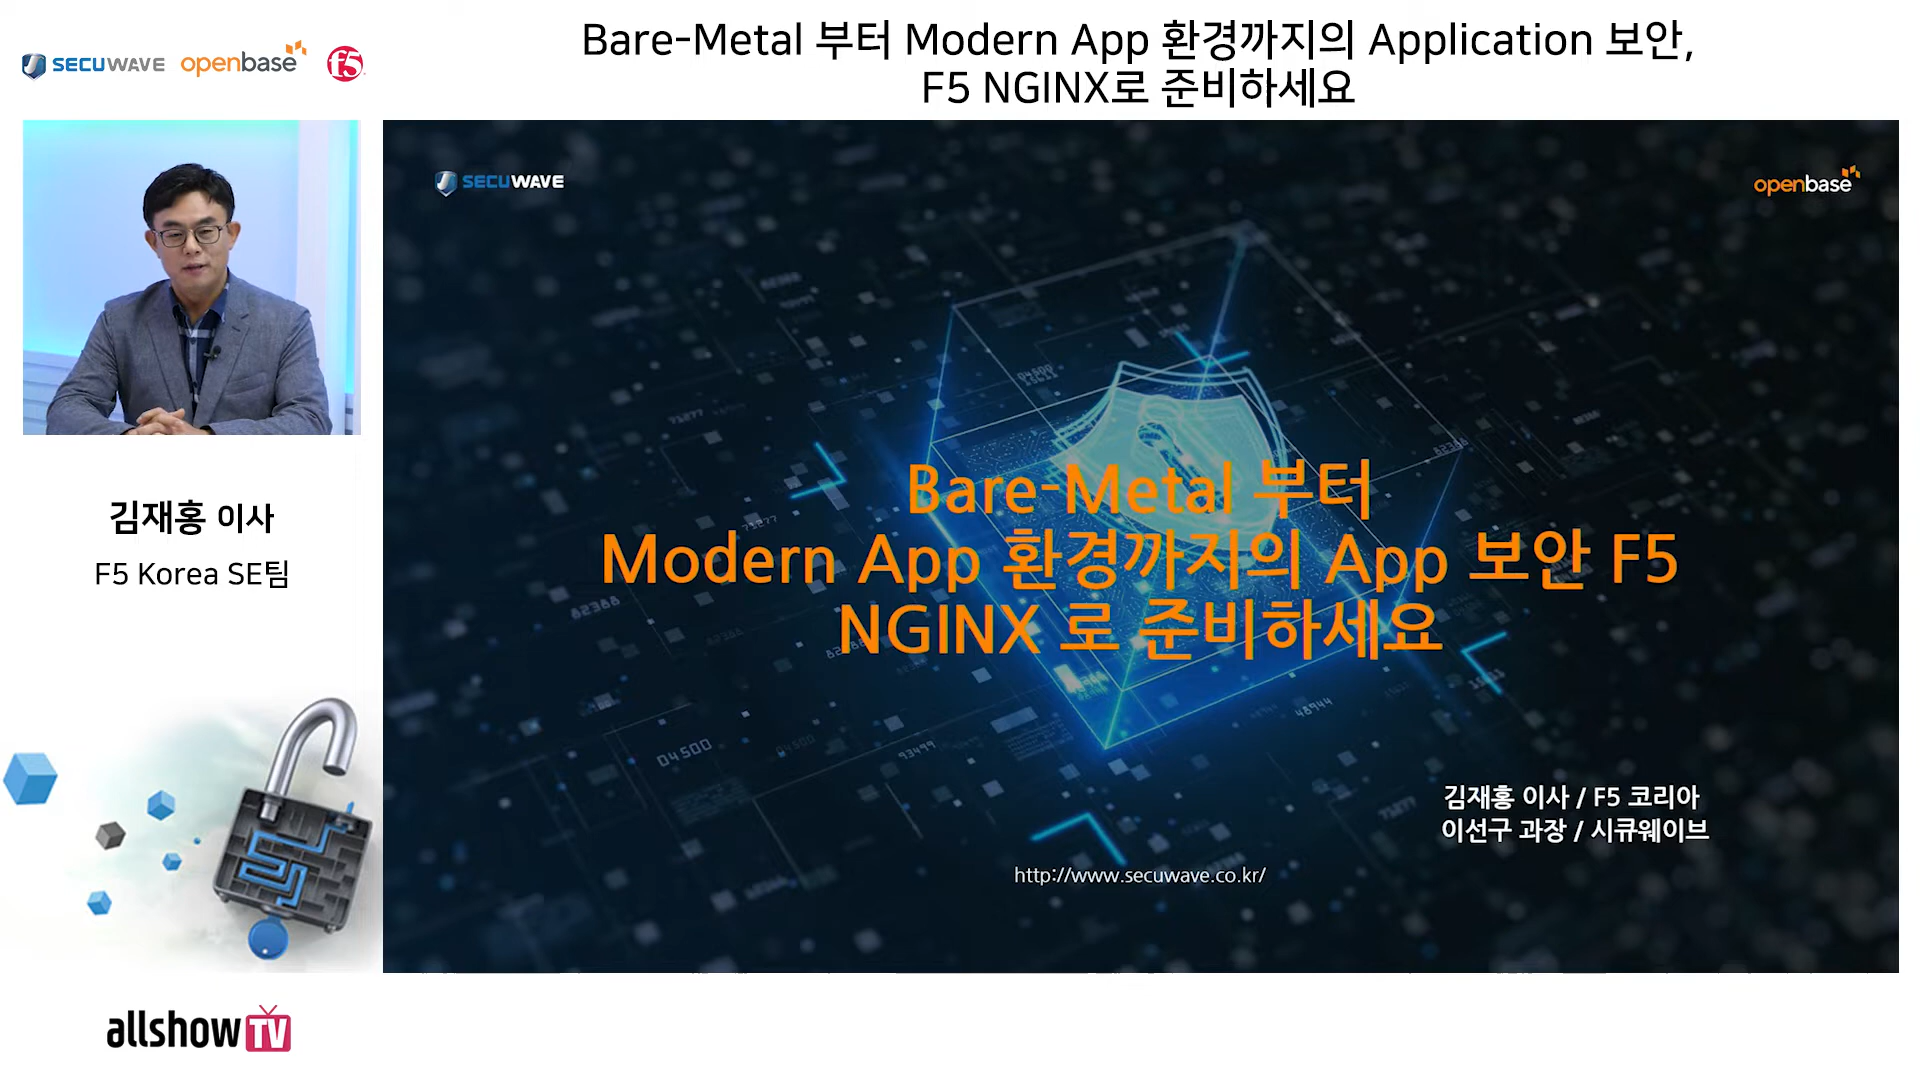 SECUWAVE openbase f5
Bare-Metal 부터 Modern App 환경까지의 Application 보안,
F5 NGINX로 준비하세요
SECUWAVE
openbase
Bare-Metal 부터
Modern App 환경까지의 App 보안 F5
NGINX 로 준비하세요
김재홍 이사 / F5 코리아
이선구 과장 / 시큐웨이브
http://www.secuwave.co.kr/
김재홍 이사
F5 Korea SE팀
allshow TV
04500
93499
48944